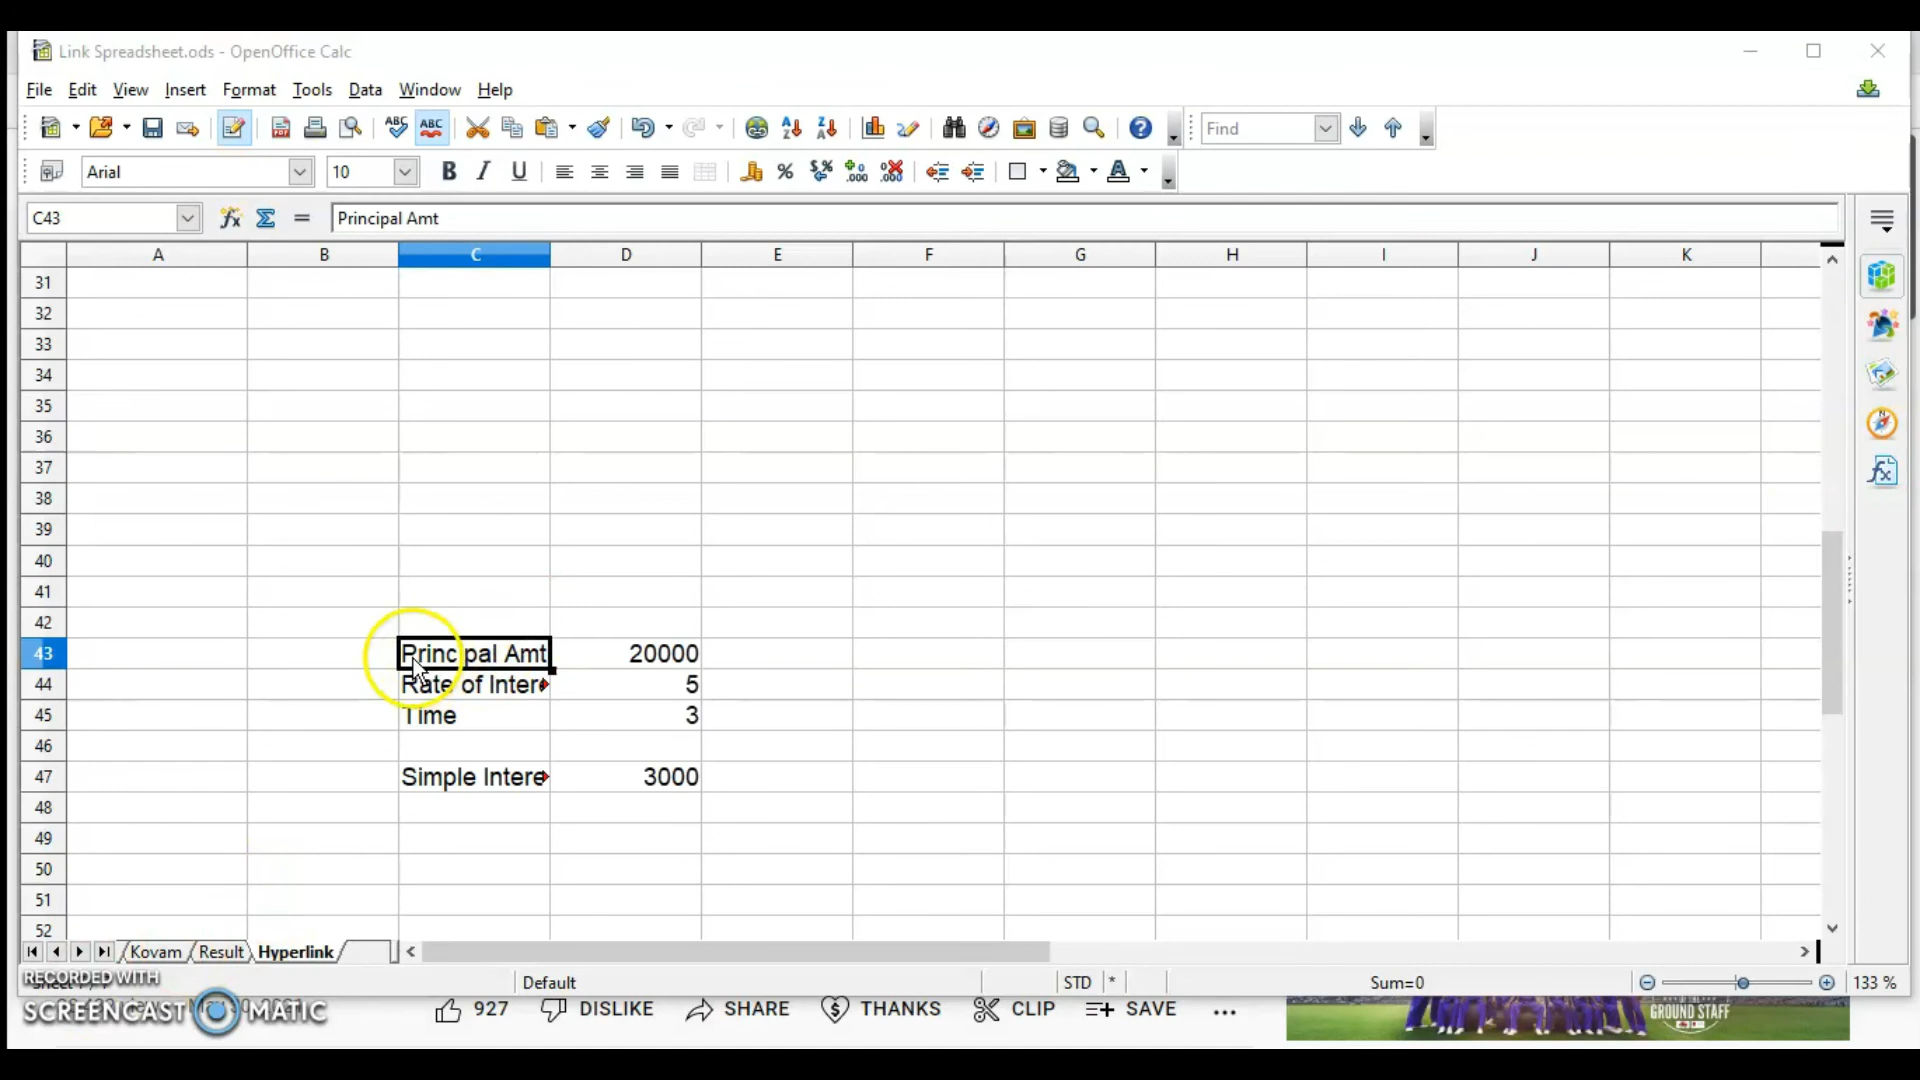 Link Spreadsheet.ods - OpenOffice Calc
File Edit View Insert Format Tools Data Window Help
Find
Arial 10
C43 Principal Amt
A B C D E F G H I J K
31
32
33
34
35
36
37
38
39
40
41
42
43 Principal Amt 20000
44 Rate of Intere 5
45 Time 3
46
47 Simple Intere 3000
48
49
50
51
52
Kovam Result Hyperlink
Default STD * Sum=0 133 %
RECORDED WITH
SCREENCAST MATIC
927 DISLIKE SHARE THANKS CLIP SAVE ...
GROUND STAFF